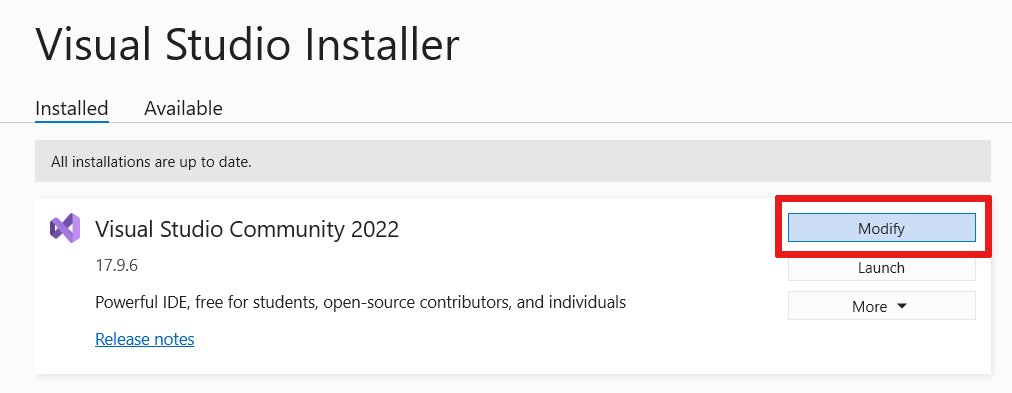 Visual Studio Installer
Installed Available
All installations are up to date.
Visual Studio Community 2022
Modify
17.9.6
Launch
Powerful IDE, free for students, open-source contributors, and individuals
More
Release notes